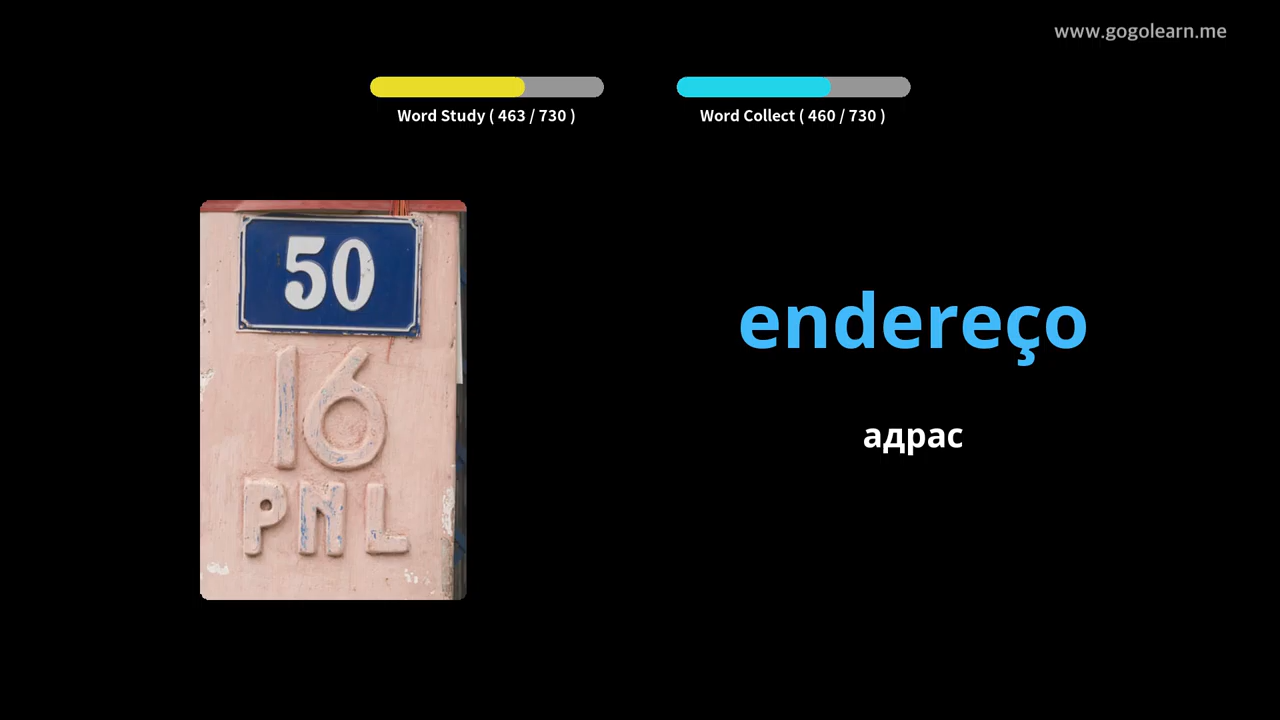 www.gogolearn.me
Word Study ( 463 / 730 )
Word Collect ( 460 / 730 )
50
16
PNL
endereço
адрас